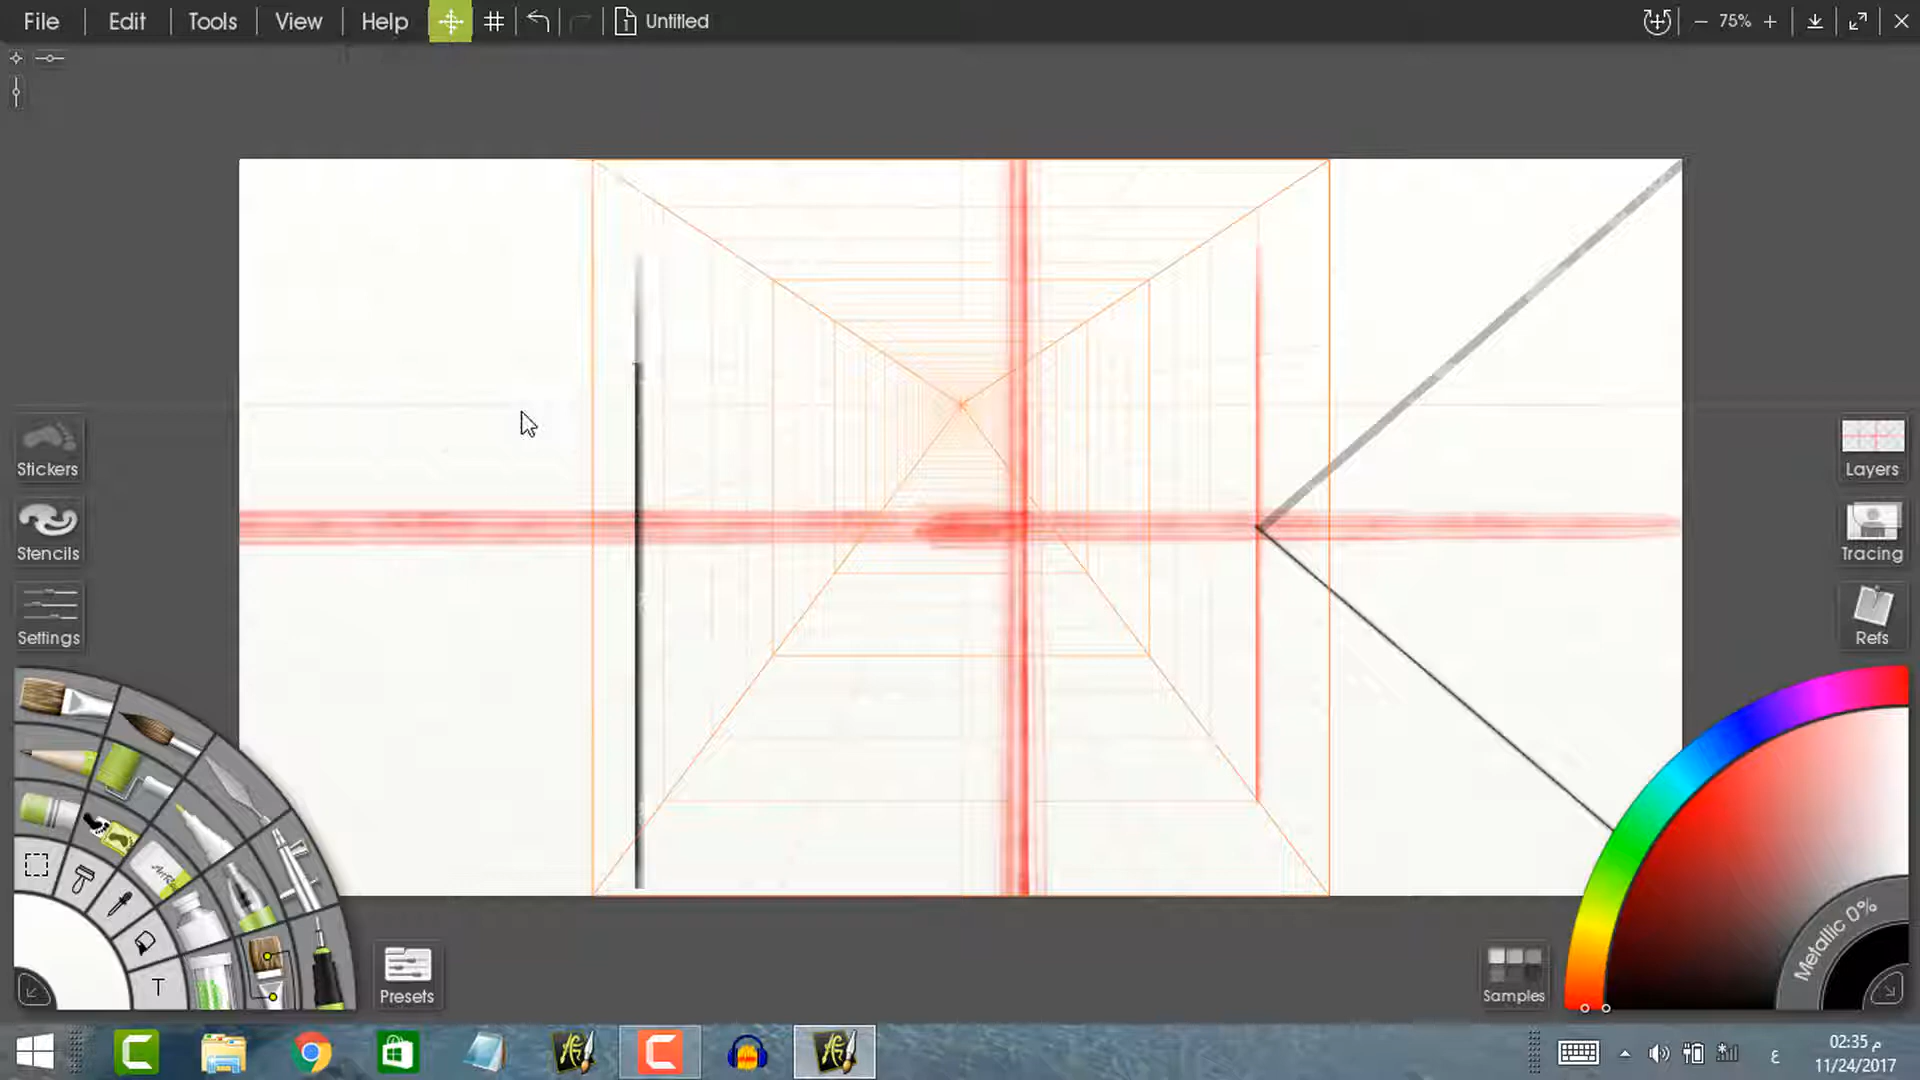 File Edit Tools View Help Untitled 75%
Stickers
Stencils
Settings
Layers
Tracing
Refs
Metallic 0%
T
Presets
Samples
ع
02:35 م
11/24/2017